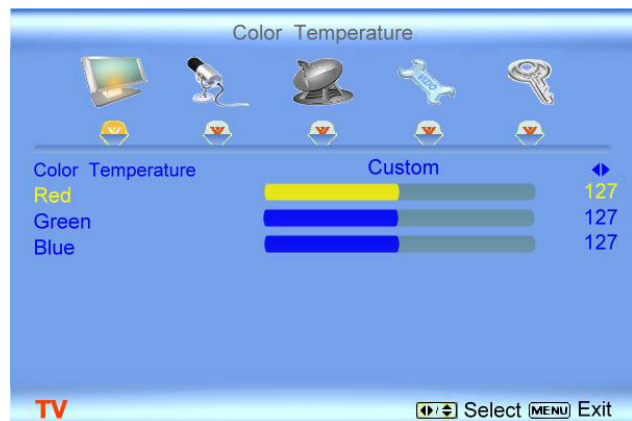 Color Temperature
Color Temperature Custom
Red 127
Green 127
Blue 127
TV Select MENU Exit